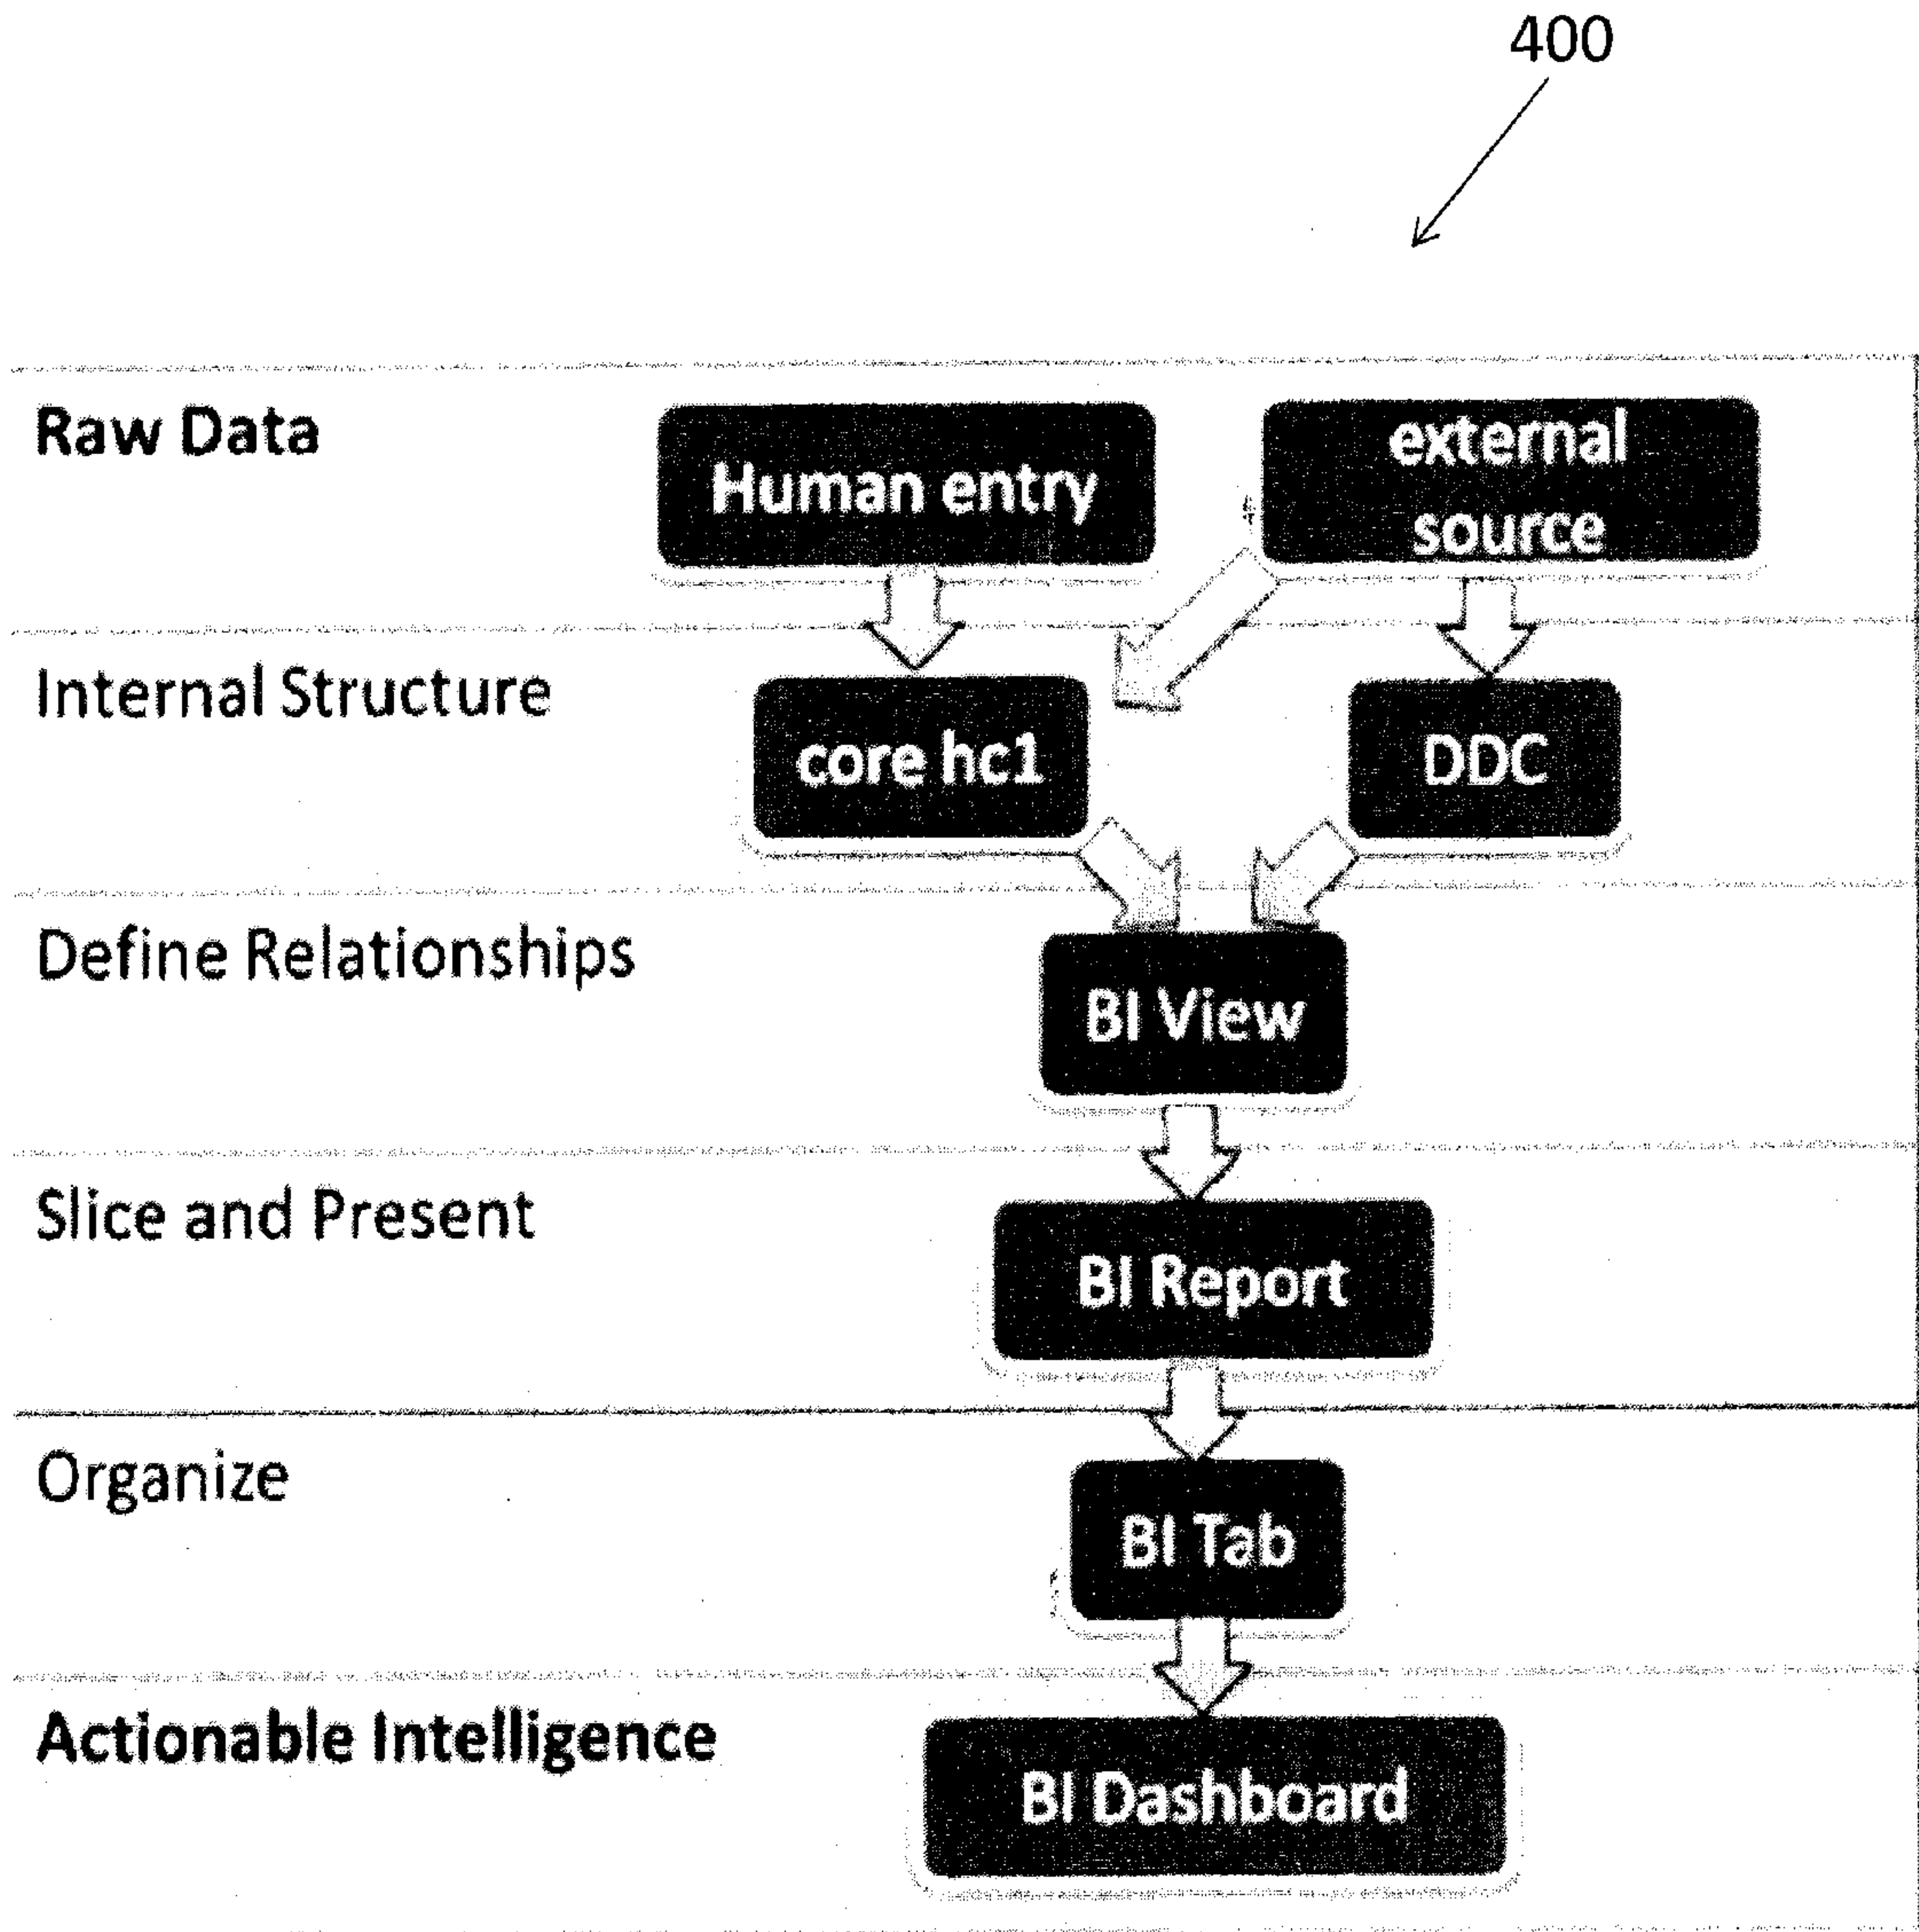 400
Raw Data
Human entry
external
source
Internal Structure
core hc1
DDC
Define Relationships
BI View
Slice and Present
BI Report
Organize
BI Tab
Actionable Intelligence
BI Dashboard